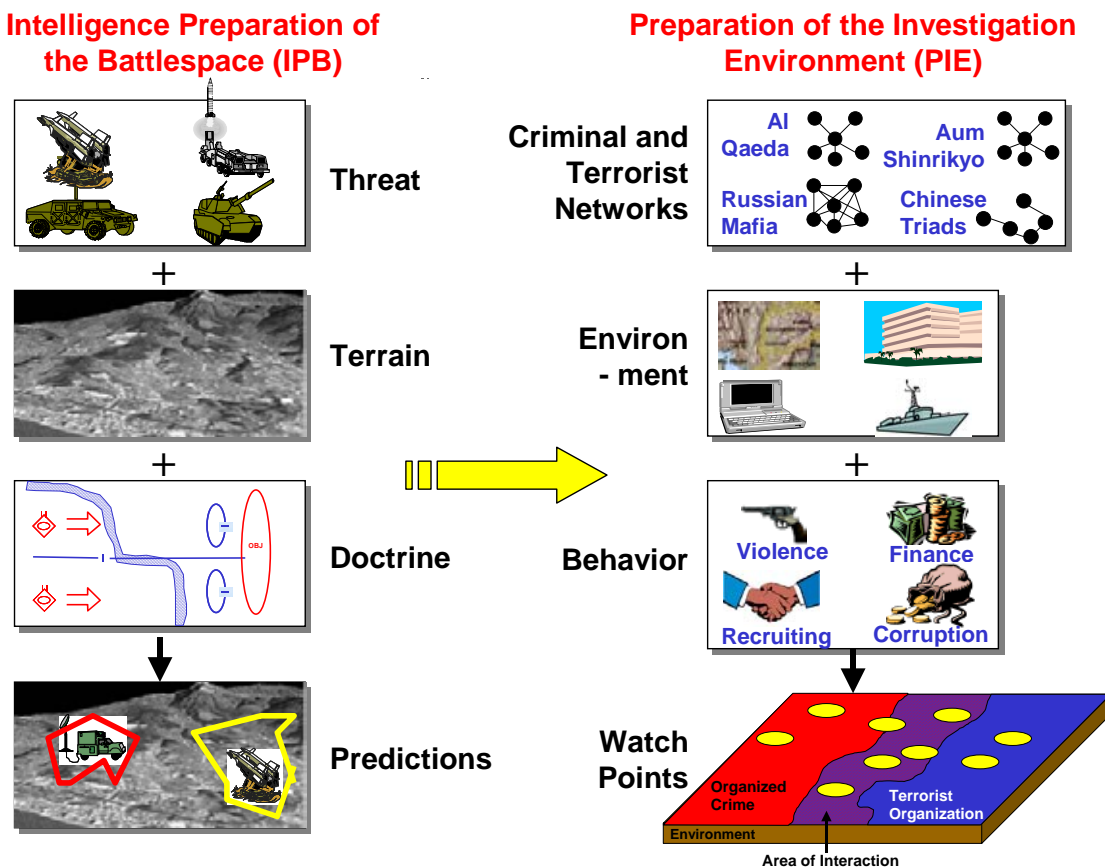 Intelligence Preparation of
the Battlespace (IPB)
Preparation of the Investigation
Environment (PIE)
Threat
Criminal and
Terrorist
Networks
Al
Qaeda
Aum
Shinrikyo
Russian
Mafia
Chinese
Triads
+
+
Terrain
Environ
- ment
+
+
OBJ
Doctrine
Behavior
Violence
Finance
Recruiting
Corruption
Predictions
Watch
Points
Organized
Crime
Terrorist
Organization
Environment
Area of Interaction